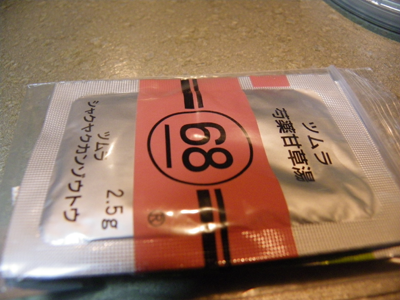 ツムラ
芍薬甘草湯
68
ツムラ
シャクヤクカンゾウトウ
2.5g